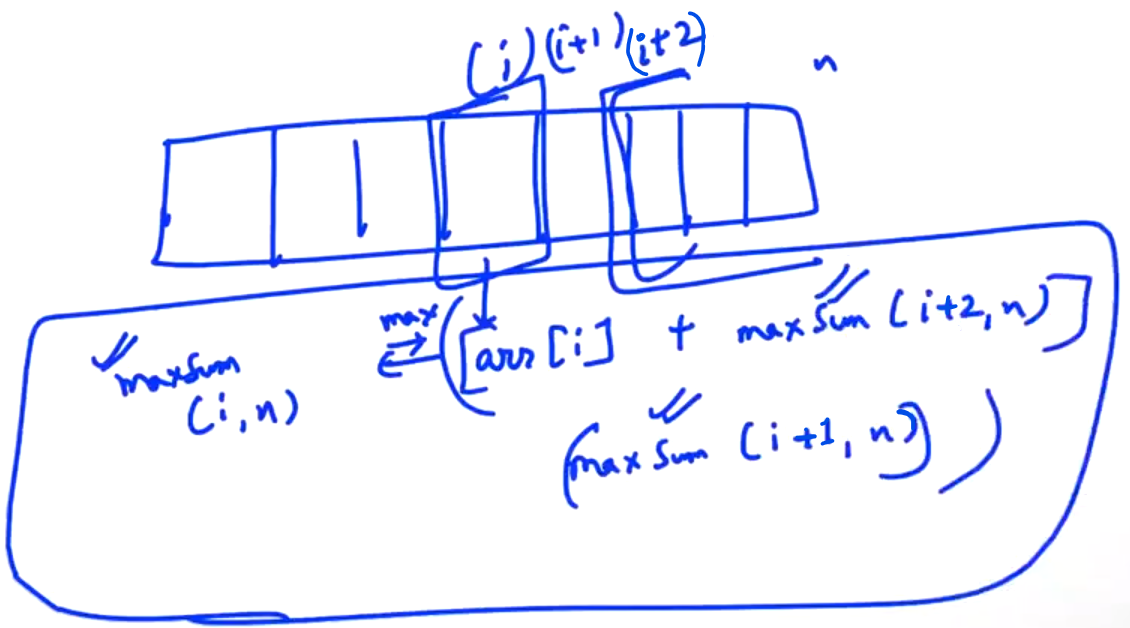 (i) (i+1) (i+2) n
max
[arr[i] + maxSum (i+2, n)]
maxSum
(i, n)
(maxSum (i+1, n)] )